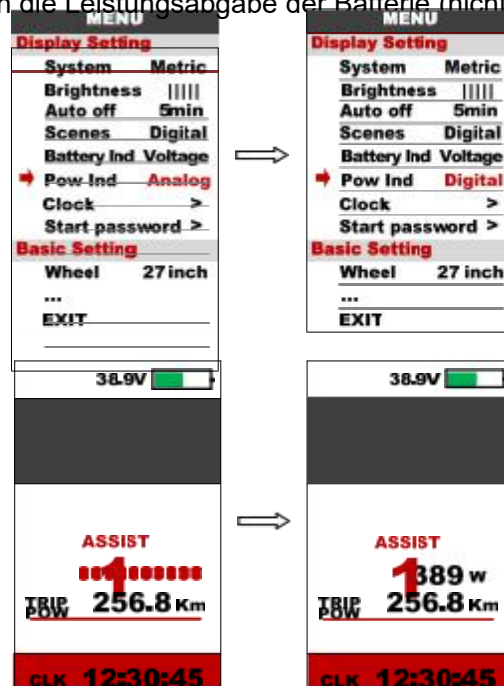 n die Leistungsabgabe der Batterie (nich
MENU
Display Setting
System Metric
Brightness |||||
Auto off 5min
Scenes Digital
Battery Ind Voltage
Pow Ind Analog
Clock >
Start password >
Basic Setting
Wheel 27 inch
...
EXIT
MENU
Display Setting
System Metric
Brightness |||||
Auto off 5min
Scenes Digital
Battery Ind Voltage
Pow Ind Digital
Clock >
Start password >
Basic Setting
Wheel 27 inch
...
EXIT
38.9V
ASSIST
1
TRIP 256.8 Km
POW
CLK 12:30:45
38.9V
ASSIST
1
389 w
TRIP 256.8 Km
POW
CLK 12:30:45